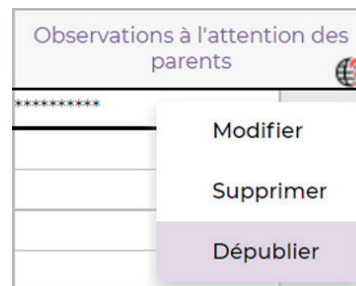 Observations à l'attention des
parents
**********
Modifier
Supprimer
Dépublier